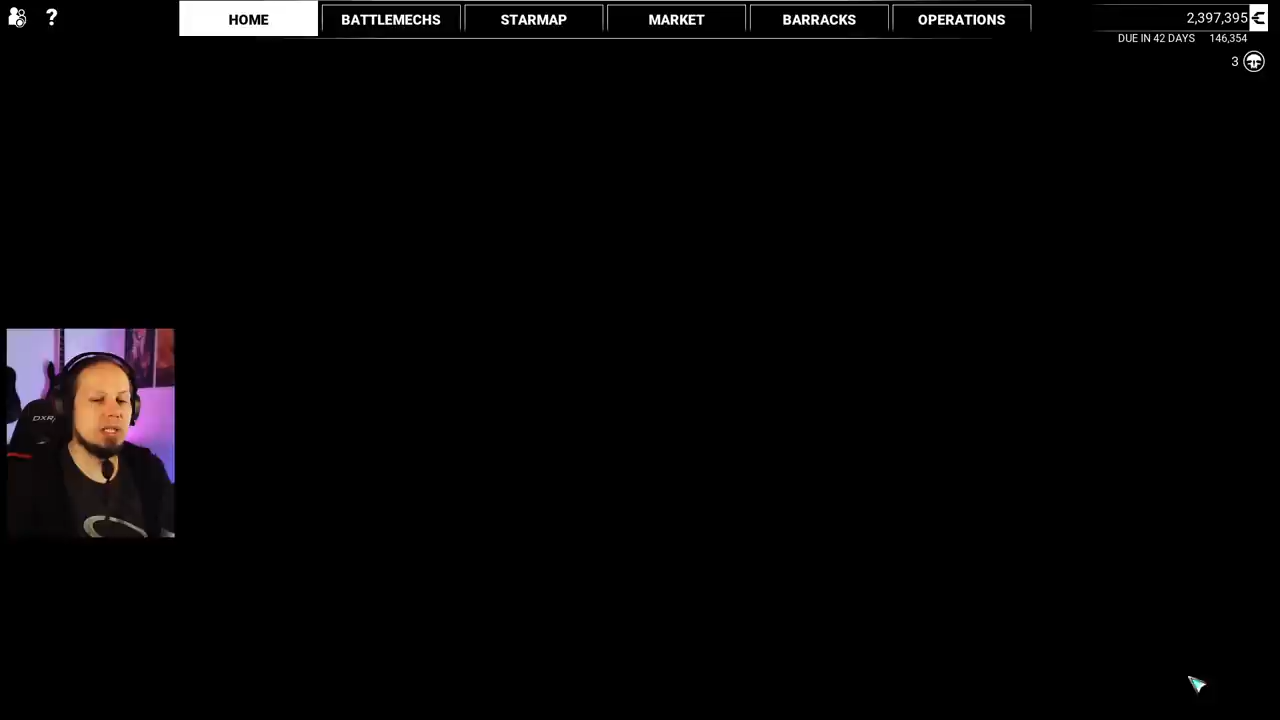 ?
HOME
BATTLEMECHS
STARMAP
MARKET
BARRACKS
OPERATIONS
2,397,395
DUE IN 42 DAYS 146,354
3